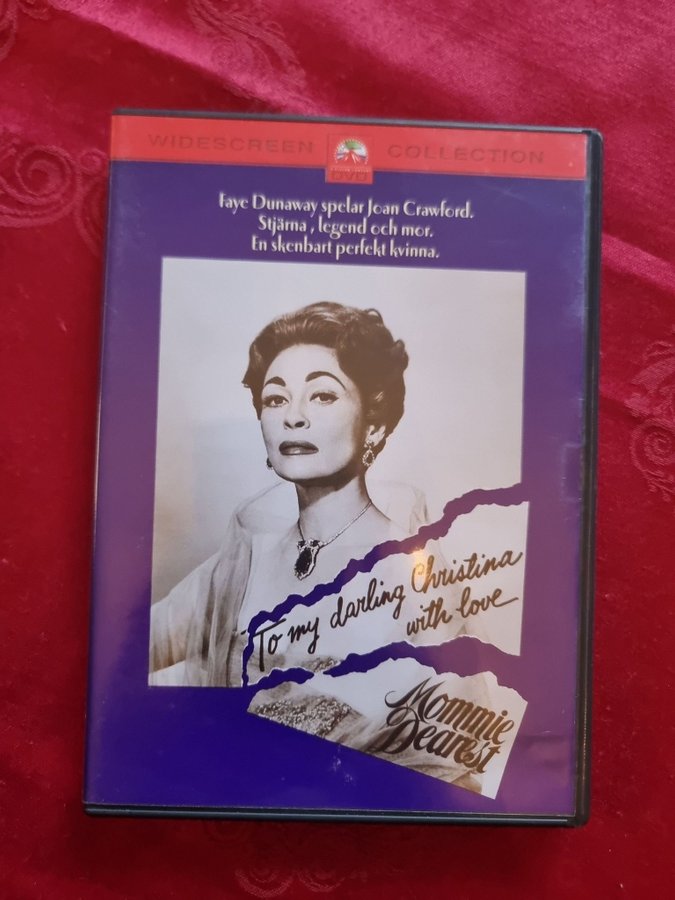 WIDESCREEN COLLECTION
DVD
Faye Dunaway spelar Joan Crawford.
Stjärna , legend och mor.
En skenbart perfekt kvinna.
To my darling Christina
with love
Mommie
Dearest